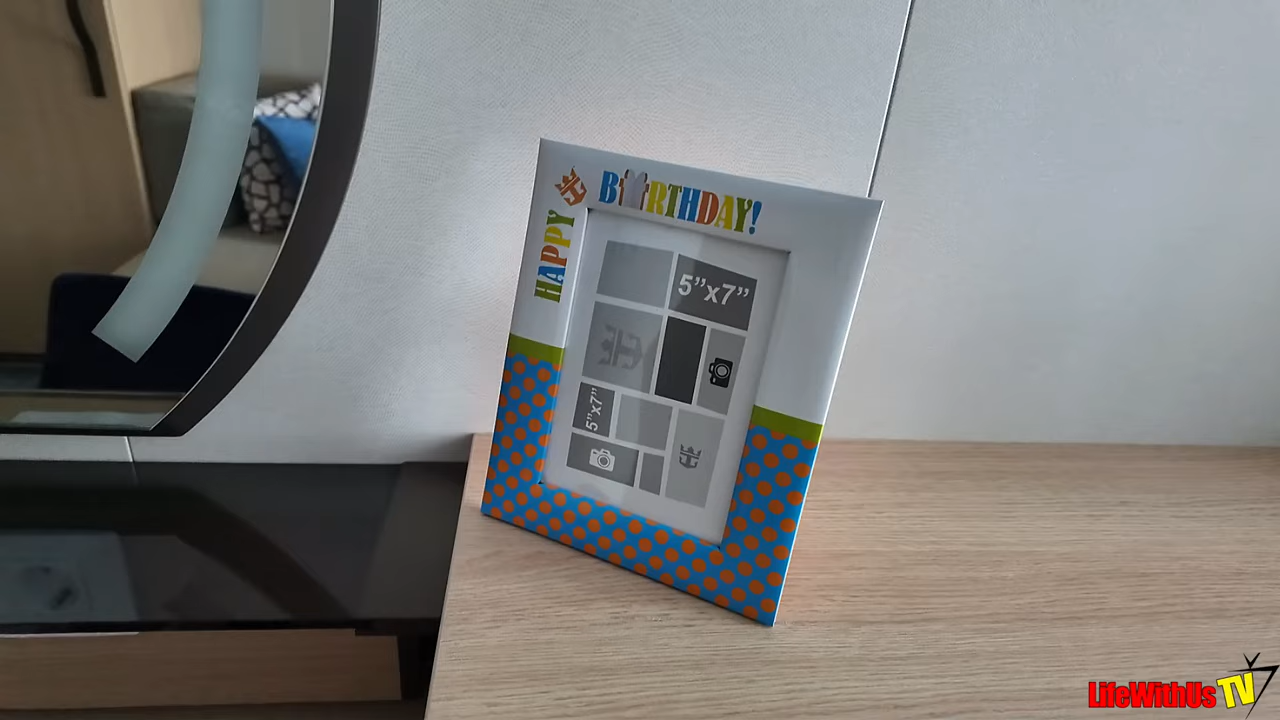 HAPPY
BIRTHDAY!
5”x7”
5”x7”
LifeWithUs TV